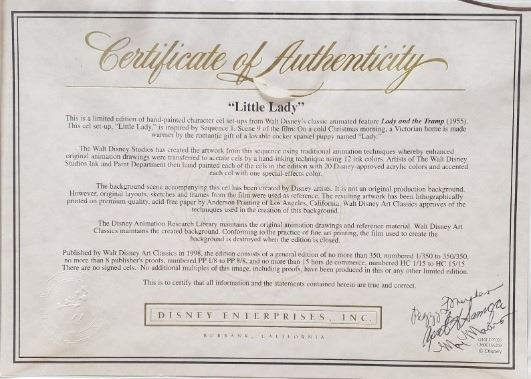 Certificate of Authenticity
“Little Lady”
This is a limited edition of hand-painted character cel set-ups from Walt Disney's classic animated feature Lady and the Tramp (1955).
This cel set-up, "Little Lady," is inspired by Sequence 1, Scene 9 of the film: On a cold Christmas morning, a Victorian home is made
warmer by the romantic gift of a lovable cocker spaniel puppy named "Lady."
The Walt Disney Studios has created the artwork from this sequence using traditional animation techniques whereby enhanced
original animation drawings were transferred to acetate cels by a hand-inking technique using 12 ink colors. Artists of The Walt Disney
Studios Ink and Paint Department then hand painted each of the cels in the edition with 20 Disney-approved acrylic colors and accented
each cel with one special-effects color.
The background scene accompanying this cel has been created by Disney artists. It is not an original production background.
However, original layouts, sketches and frames from the film were used as reference. The resulting artwork has been lithographically
printed on premium-quality, acid-free paper by Anderson Printing of Los Angeles, California. Walt Disney Art Classics approves of the
techniques used in the creation of this background.
The Disney Animation Research Library maintains the original animation drawings and reference material. Walt Disney Art
Classics maintains the created background. Conforming to the practice of fine art printing, the film used to create the
background is destroyed when the edition is closed.
Published by Walt Disney Art Classics in 1998, the edition consists of a general edition of no more than 350, numbered 1/350 to 350/350,
no more than 8 publisher's proofs, numbered PP 1/8 to PP 8/8, and no more than 15 hors de commerce, numbered HC 1/15 to HC 15/15.
There are no signed cels. No additional multiples of this image, including proofs, have been produced in this or any other limited edition.
This is to certify that all information and the statements contained herein are true and correct.
DISNEY ENTERPRISES, INC.
BURBANK, CALIFORNIA
© Disney